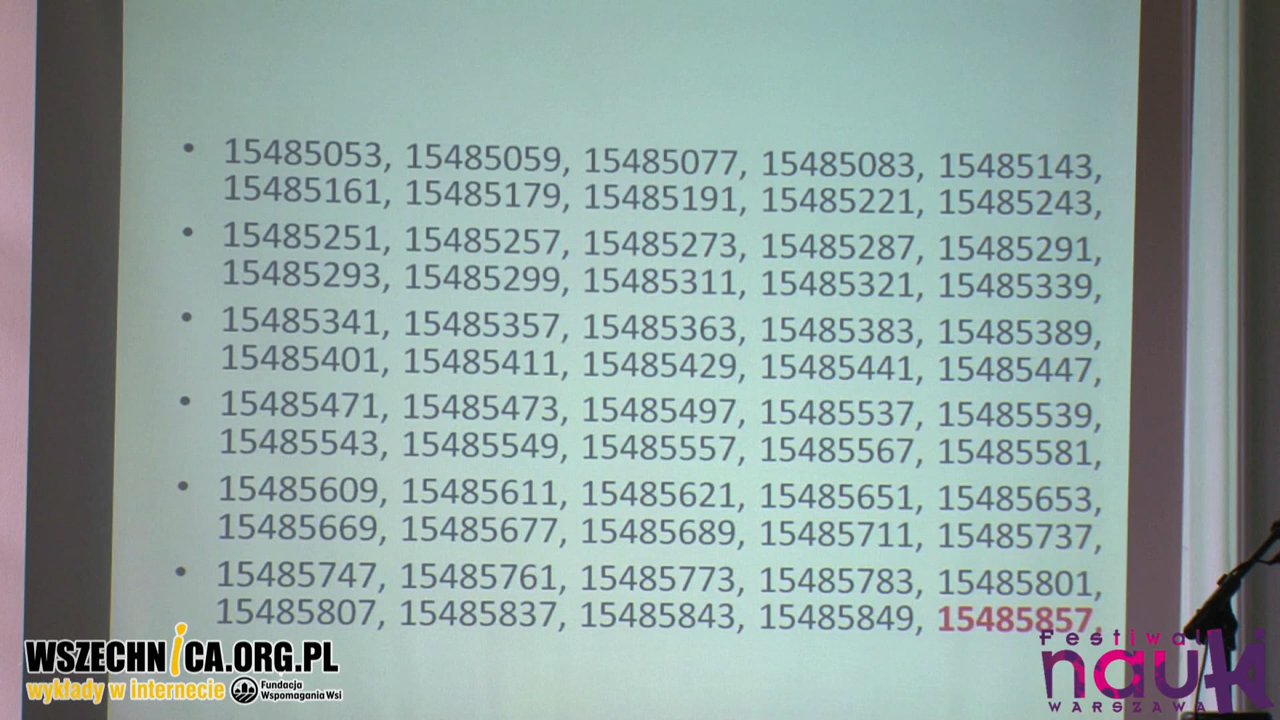 • 15485053, 15485059, 15485077, 15485083, 15485143,
15485161, 15485179, 15485191, 15485221, 15485243,
• 15485251, 15485257, 15485273, 15485287, 15485291,
15485293, 15485299, 15485311, 15485321, 15485339,
• 15485341, 15485357, 15485363, 15485383, 15485389,
15485401, 15485411, 15485429, 15485441, 15485447,
• 15485471, 15485473, 15485497, 15485537, 15485539,
15485543, 15485549, 15485557, 15485567, 15485581,
• 15485609, 15485611, 15485621, 15485651, 15485653,
15485669, 15485677, 15485689, 15485711, 15485737,
• 15485747, 15485761, 15485773, 15485783, 15485801,
15485807, 15485837, 15485843, 15485849, 15485857,
WSZECHNiCA.ORG.PL
wykłady w internecie
Fundacja
Wspomagania Wsi
Festiwal
nauki
WARSZAWA